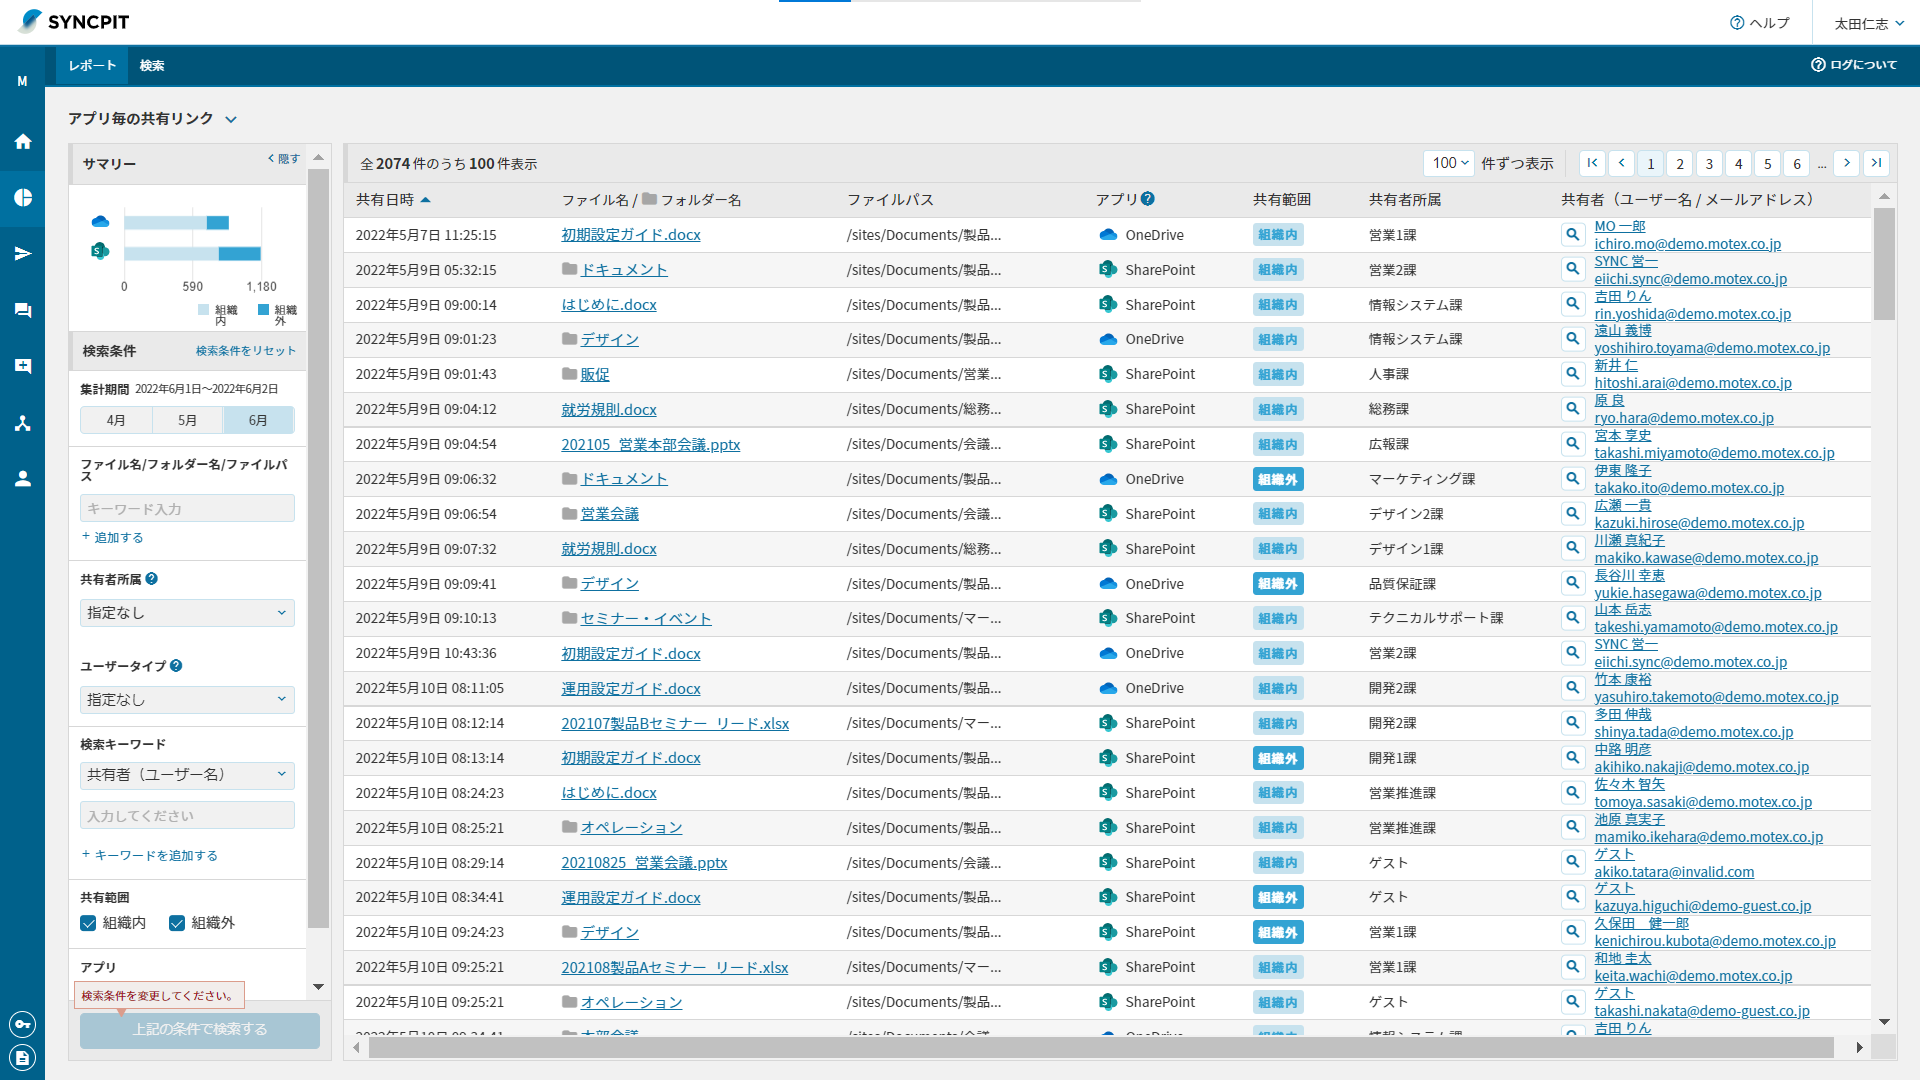 SYNCPIT
ヘルプ
太田仁志
M
レポート
検索
ログについて
アプリ毎の共有リンク
サマリー
隠す
0
590
1,180
組織内
組織外
検索条件
検索条件をリセット
集計期間 2022年6月1日～2022年6月2日
4月 5月 6月
ファイル名/フォルダー名/ファイルパス
キーワード入力
+ 追加する
共有者所属
指定なし
ユーザータイプ
指定なし
検索キーワード
共有者（ユーザー名）
入力してください
+ キーワードを追加する
共有範囲
組織内 組織外
アプリ
検索条件を変更してください。
上記の条件で検索する
全 2074 件のうち 100 件表示
100 件ずつ表示
1 2 3 4 5 6 ...
共有日時 ファイル名 / フォルダー名 ファイルパス アプリ 共有範囲 共有者所属 共有者（ユーザー名 / メールアドレス）
2022年5月7日 11:25:15 初期設定ガイド.docx /sites/Documents/製品... OneDrive 組織内 営業1課 MO 一郎
ichiro.mo@demo.motex.co.jp
2022年5月9日 05:32:15 ドキュメント /sites/Documents/製品... SharePoint 組織内 営業2課 SYNC 営一
eiichi.sync@demo.motex.co.jp
2022年5月9日 09:00:14 はじめに.docx /sites/Documents/製品... SharePoint 組織内 情報システム課 吉田 りん
rin.yoshida@demo.motex.co.jp
2022年5月9日 09:01:23 デザイン /sites/Documents/製品... OneDrive 組織内 情報システム課 遠山 義博
yoshihiro.toyama@demo.motex.co.jp
2022年5月9日 09:01:43 販促 /sites/Documents/営業... SharePoint 組織内 人事課 新井 仁
hitoshi.arai@demo.motex.co.jp
2022年5月9日 09:04:12 就労規則.docx /sites/Documents/総務... SharePoint 組織内 総務課 原 良
ryo.hara@demo.motex.co.jp
2022年5月9日 09:04:54 202105_営業本部会議.pptx /sites/Documents/会議... SharePoint 組織内 広報課 宮本 享史
takashi.miyamoto@demo.motex.co.jp
2022年5月9日 09:06:32 ドキュメント /sites/Documents/製品... OneDrive 組織外 マーケティング課 伊東 隆子
takako.ito@demo.motex.co.jp
2022年5月9日 09:06:54 営業会議 /sites/Documents/会議... SharePoint 組織内 デザイン2課 広瀬 一貴
kazuki.hirose@demo.motex.co.jp
2022年5月9日 09:07:32 就労規則.docx /sites/Documents/総務... SharePoint 組織内 デザイン1課 川瀬 真紀子
makiko.kawase@demo.motex.co.jp
2022年5月9日 09:09:41 デザイン /sites/Documents/製品... OneDrive 組織外 品質保証課 長谷川 幸恵
yukie.hasegawa@demo.motex.co.jp
2022年5月9日 09:10:13 セミナー・イベント /sites/Documents/マー... SharePoint 組織内 テクニカルサポート課 山本 岳志
takeshi.yamamoto@demo.motex.co.jp
2022年5月9日 10:43:36 初期設定ガイド.docx /sites/Documents/製品... OneDrive 組織内 営業2課 SYNC 営一
eiichi.sync@demo.motex.co.jp
2022年5月10日 08:11:05 運用設定ガイド.docx /sites/Documents/製品... OneDrive 組織内 開発2課 竹本 康裕
yasuhiro.takemoto@demo.motex.co.jp
2022年5月10日 08:12:14 202107製品Bセミナー_リード.xlsx /sites/Documents/マー... SharePoint 組織内 開発2課 多田 伸哉
shinya.tada@demo.motex.co.jp
2022年5月10日 08:13:14 初期設定ガイド.docx /sites/Documents/製品... SharePoint 組織外 開発1課 中路 明彦
akihiko.nakaji@demo.motex.co.jp
2022年5月10日 08:24:23 はじめに.docx /sites/Documents/製品... SharePoint 組織内 営業推進課 佐々木 智矢
tomoya.sasaki@demo.motex.co.jp
2022年5月10日 08:25:21 オペレーション /sites/Documents/製品... SharePoint 組織内 営業推進課 池原 真実子
mamiko.ikehara@demo.motex.co.jp
2022年5月10日 08:29:14 20210825_営業会議.pptx /sites/Documents/会議... SharePoint 組織内 ゲスト ゲスト
akiko.tatara@invalid.com
2022年5月10日 08:34:41 運用設定ガイド.docx /sites/Documents/製品... SharePoint 組織外 ゲスト ゲスト
kazuya.higuchi@demo-guest.co.jp
2022年5月10日 09:24:23 デザイン /sites/Documents/製品... SharePoint 組織外 営業1課 久保田　健一郎
kenichirou.kubota@demo.motex.co.jp
2022年5月10日 09:25:21 202108製品Aセミナー_リード.xlsx /sites/Documents/マー... SharePoint 組織内 営業1課 和地 圭太
keita.wachi@demo.motex.co.jp
2022年5月10日 09:25:21 オペレーション /sites/Documents/製品... SharePoint 組織内 ゲスト ゲスト
takashi.nakata@demo-guest.co.jp
2022年5月10日 09:34:41 本部会議 /sites/Documents/会議... OneDrive 組織内 情報システム課 吉田 りん